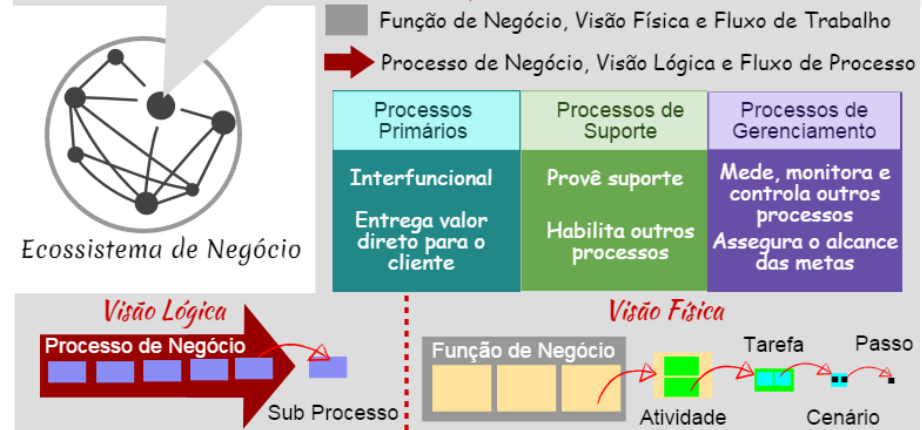 Função de Negócio, Visão Física e Fluxo de Trabalho
Processo de Negócio, Visão Lógica e Fluxo de Processo
Ecossistema de Negócio
Processos
Primários
Interfuncional
Entrega valor
direto para o
cliente
Processos de
Suporte
Provê suporte
Habilita outros
processos
Processos de
Gerenciamento
Mede, monitora e
controla outros
processos
Assegura o alcance
das metas
Visão Lógica
Processo de Negócio
Sub Processo
Visão Física
Função de Negócio
Atividade
Tarefa
Cenário
Passo